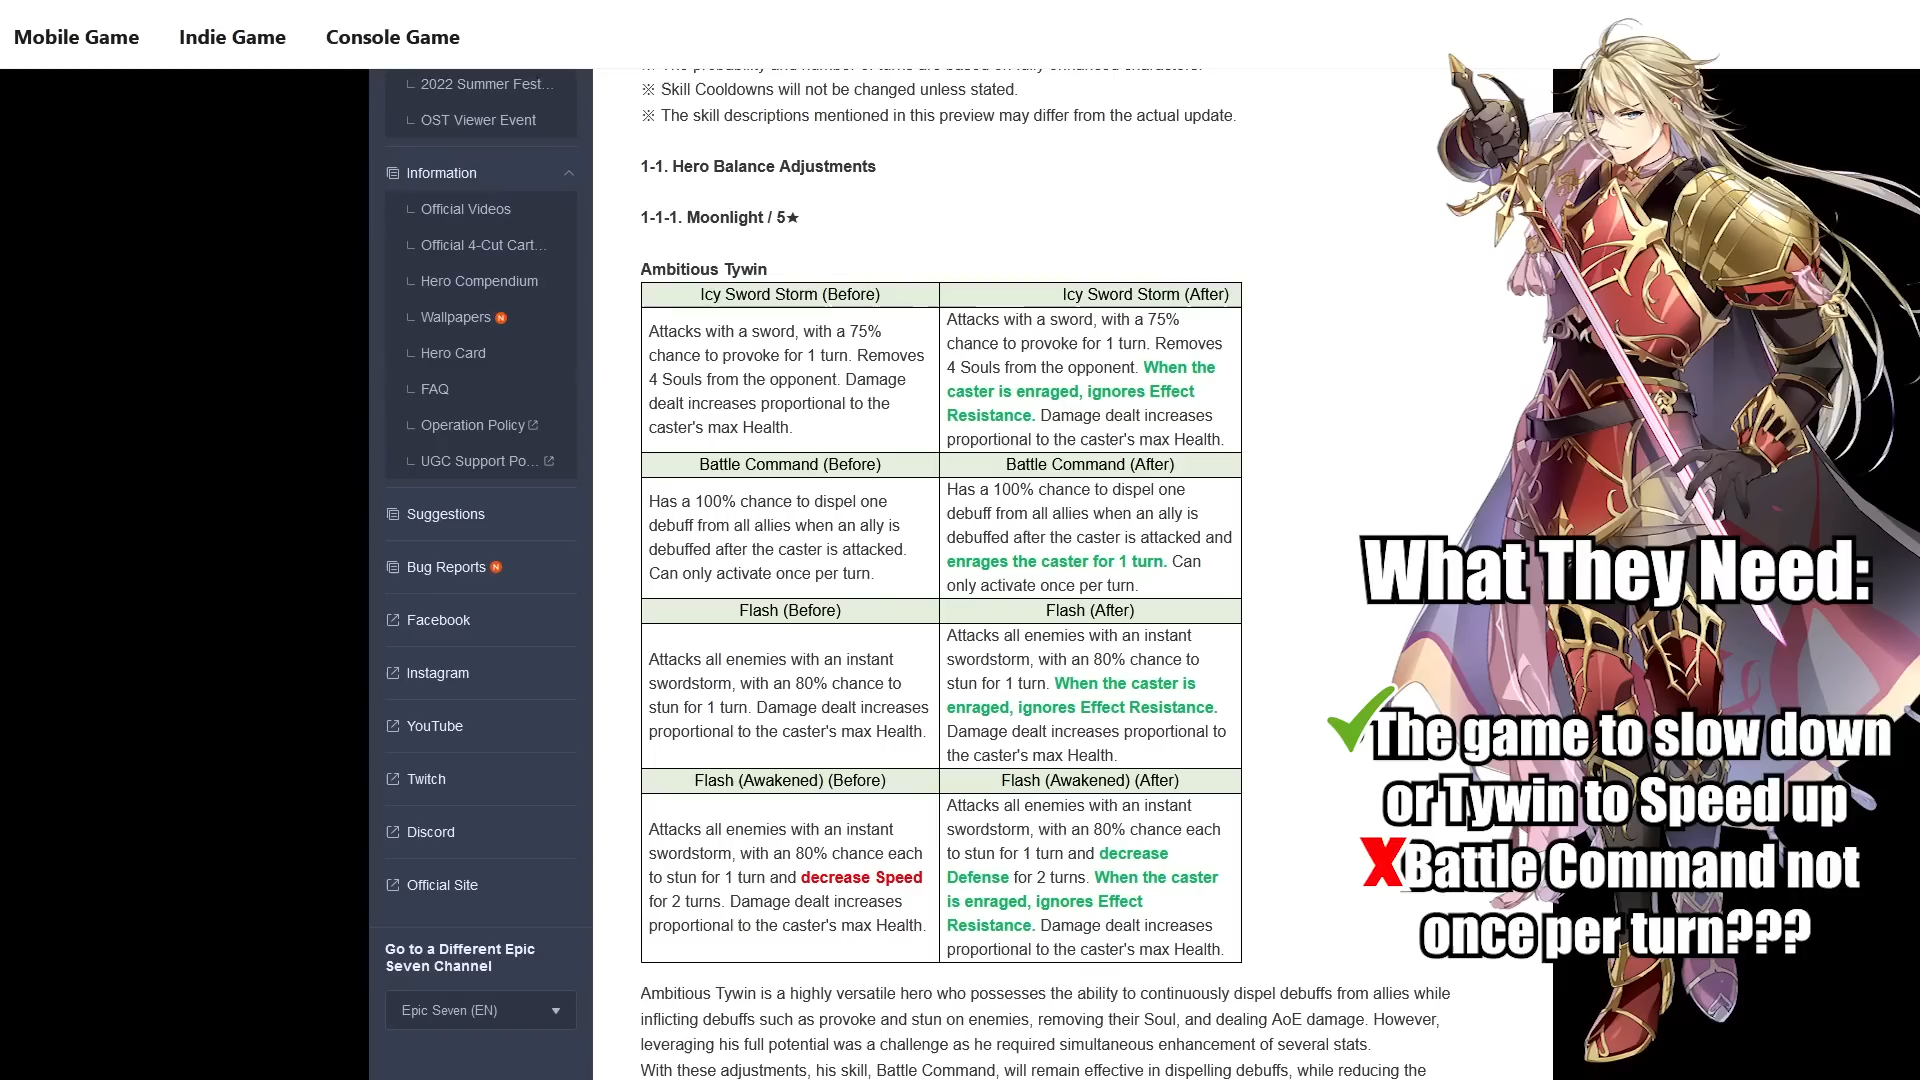 Mobile Game
Indie Game
Console Game
2022 Summer Fest...
OST Viewer Event
Information
Official Videos
Official 4-Cut Cart...
Hero Compendium
Wallpapers N
Hero Card
FAQ
Operation Policy
UGC Support Po...
Suggestions
Bug Reports N
Facebook
Instagram
YouTube
Twitch
Discord
Official Site
Go to a Different Epic
Seven Channel
Epic Seven (EN)
※ The probability and number of turns are based on fully enhanced characters.
※ Skill Cooldowns will not be changed unless stated.
※ The skill descriptions mentioned in this preview may differ from the actual update.
1-1. Hero Balance Adjustments
1-1-1. Moonlight / 5★
Ambitious Tywin
Icy Sword Storm (Before)
Icy Sword Storm (After)
Attacks with a sword, with a 75%
chance to provoke for 1 turn. Removes
4 Souls from the opponent. Damage
dealt increases proportional to the
caster's max Health.
Attacks with a sword, with a 75%
chance to provoke for 1 turn. Removes
4 Souls from the opponent. When the
caster is enraged, ignores Effect
Resistance. Damage dealt increases
proportional to the caster's max Health.
Battle Command (Before)
Battle Command (After)
Has a 100% chance to dispel one
debuff from all allies when an ally is
debuffed after the caster is attacked.
Can only activate once per turn.
Has a 100% chance to dispel one
debuff from all allies when an ally is
debuffed after the caster is attacked and
enrages the caster for 1 turn. Can
only activate once per turn.
Flash (Before)
Flash (After)
Attacks all enemies with an instant
swordstorm, with an 80% chance to
stun for 1 turn. Damage dealt increases
proportional to the caster's max Health.
Attacks all enemies with an instant
swordstorm, with an 80% chance to
stun for 1 turn. When the caster is
enraged, ignores Effect Resistance.
Damage dealt increases proportional to
the caster's max Health.
Flash (Awakened) (Before)
Flash (Awakened) (After)
Attacks all enemies with an instant
swordstorm, with an 80% chance each
to stun for 1 turn and decrease Speed
for 2 turns. Damage dealt increases
proportional to the caster's max Health.
Attacks all enemies with an instant
swordstorm, with an 80% chance each
to stun for 1 turn and decrease
Defense for 2 turns. When the caster
is enraged, ignores Effect
Resistance. Damage dealt increases
proportional to the caster's max Health.
Ambitious Tywin is a highly versatile hero who possesses the ability to continuously dispel debuffs from allies while
inflicting debuffs such as provoke and stun on enemies, removing their Soul, and dealing AoE damage. However,
leveraging his full potential was a challenge as he required simultaneous enhancement of several stats.
With these adjustments, his skill, Battle Command, will remain effective in dispelling debuffs, while reducing the
What They Need:
The game to slow down
or Tywin to Speed up
X Battle Command not
once per turn???